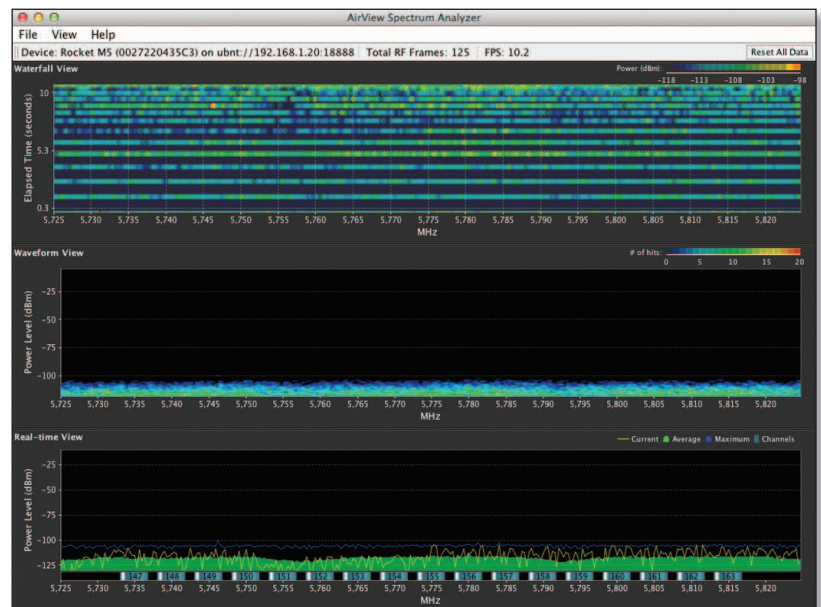 AirView Spectrum Analyzer
File View Help
Device: Rocket M5 (0027220435C3) on ubnt://192.168.1.20:18888 Total RF Frames: 125 FPS: 10.2 Reset All Data
Waterfall View Power (dBm):
-118 -113 -108 -103 -98
Elapsed Time (seconds)
10
5.3
0.3
5,725 5,730 5,735 5,740 5,745 5,750 5,755 5,760 5,765 5,770 5,775 5,780 5,785 5,790 5,795 5,800 5,805 5,810 5,815 5,820
MHz
Waveform View # of hits:
0 5 10 15 20
Power Level (dBm)
-25
-50
-75
-100
5,725 5,730 5,735 5,740 5,745 5,750 5,755 5,760 5,765 5,770 5,775 5,780 5,785 5,790 5,795 5,800 5,805 5,810 5,815 5,820
MHz
Real-time View Current Average Maximum Channels
Power Level (dBm)
-25
-50
-75
-100
-125
147 148 149 150 151 152 153 154 155 156 157 158 159 160 161 162 163
5,725 5,730 5,735 5,740 5,745 5,750 5,755 5,760 5,765 5,770 5,775 5,780 5,785 5,790 5,795 5,800 5,805 5,810 5,815 5,820
MHz